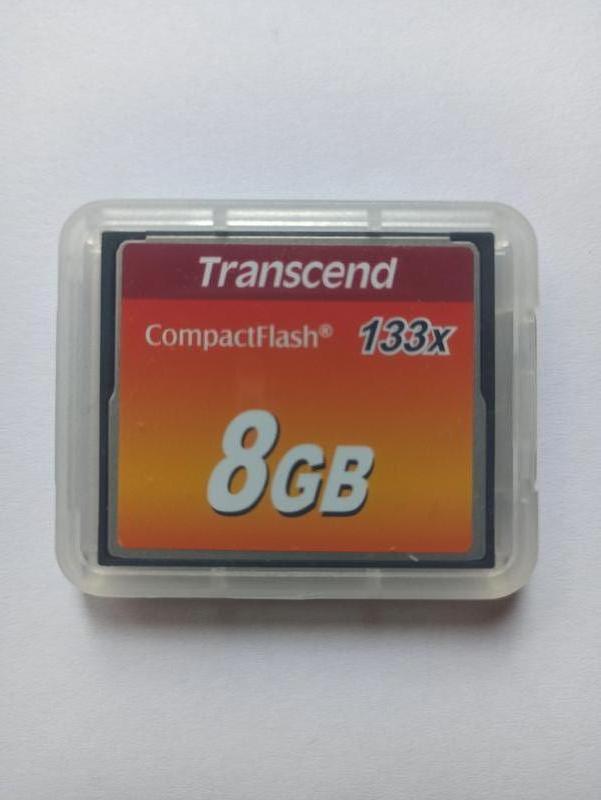 Transcend
CompactFlash® 133x
8GB